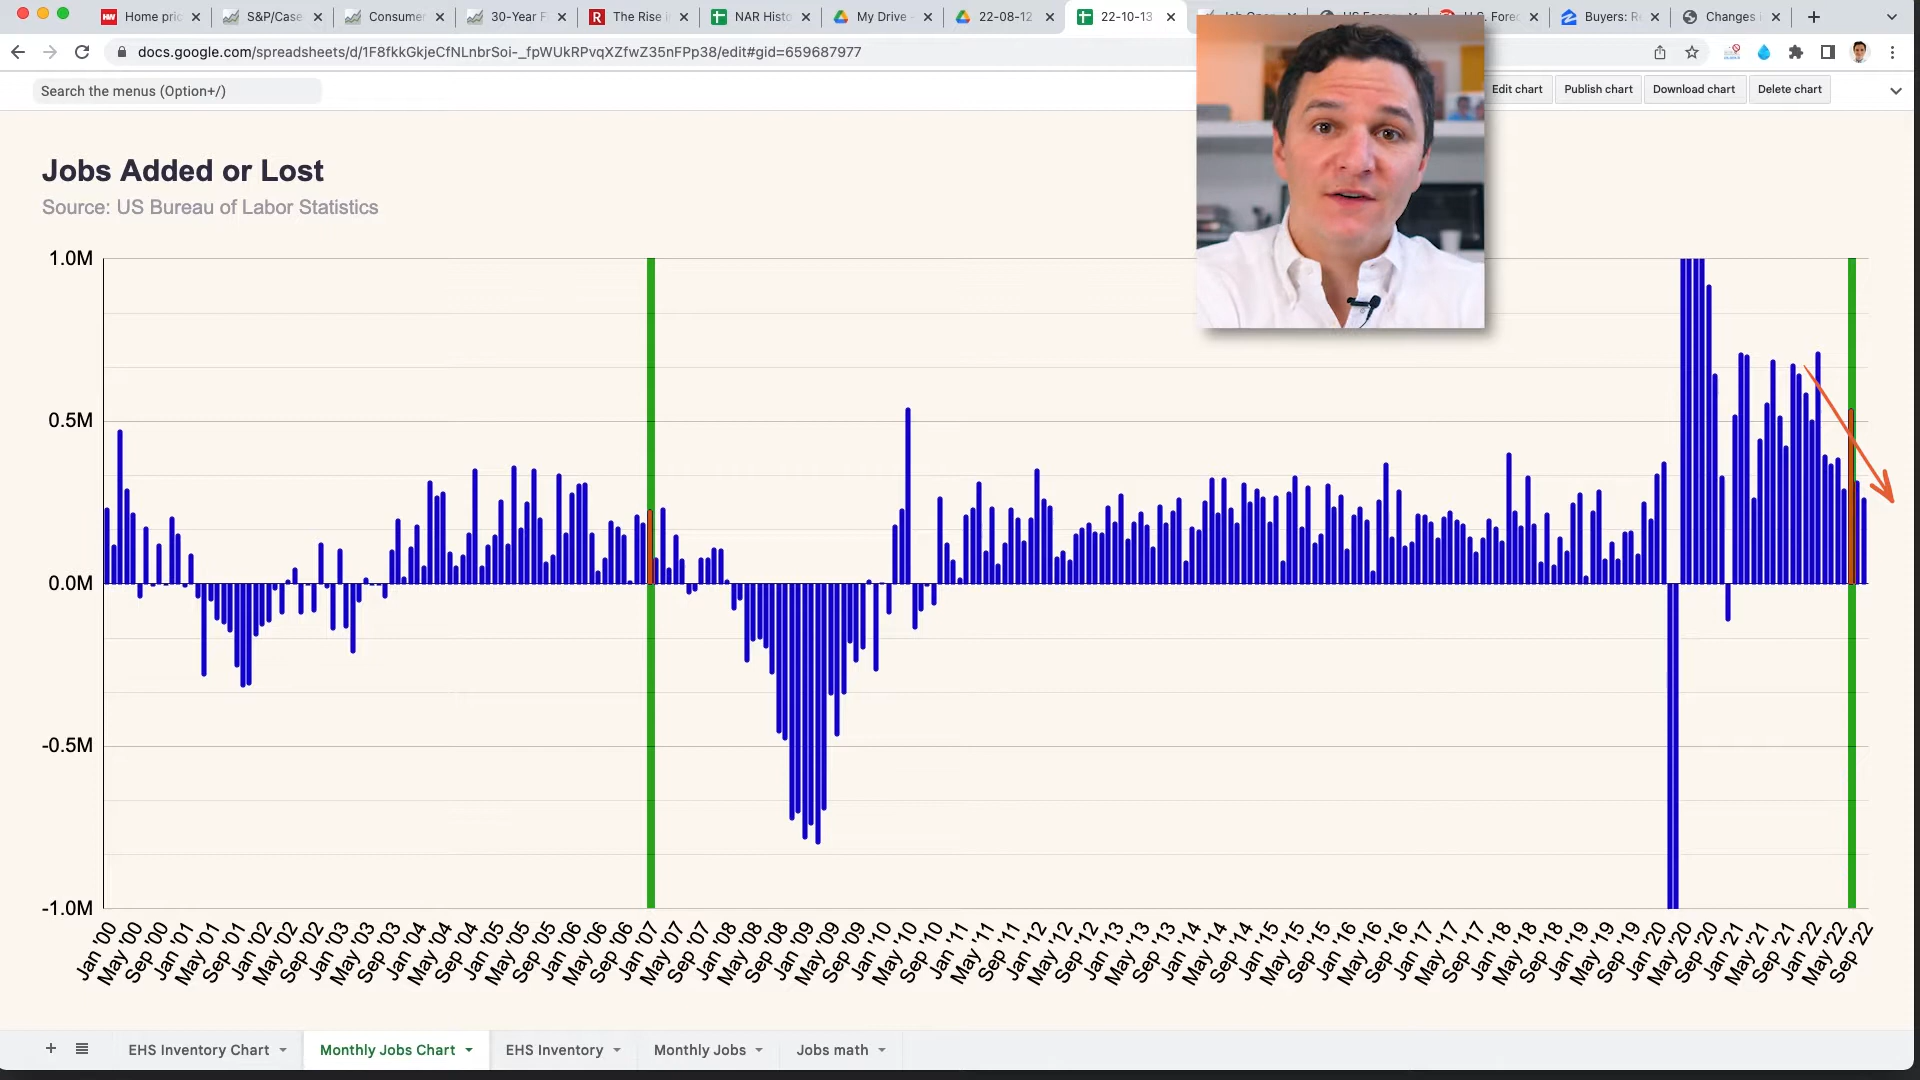 Home pri
S&P/Case
Consumer
30-Year F
The Rise i
NAR Histo
My Drive -
22-08-12
22-10-13
Buyers: R
Changes
docs.google.com/spreadsheets/d/1F8fkkGkjeCfNLnbrSoi-_fpWUkRPvqXZfwZ35nFPp38/edit#gid=659687977
Search the menus (Option+/)
Edit chart
Publish chart
Download chart
Delete chart
Jobs Added or Lost
Source: US Bureau of Labor Statistics
1.0M
0.5M
0.0M
-0.5M
-1.0M
Jan '00
May '00
Sep '00
Jan '01
May '01
Sep '01
Jan '02
May '02
Sep '02
Jan '03
May '03
Sep '03
Jan '04
May '04
Sep '04
Jan '05
May '05
Sep '05
Jan '06
May '06
Sep '06
Jan '07
May '07
Sep '07
Jan '08
May '08
Sep '08
Jan '09
May '09
Sep '09
Jan '10
May '10
Sep '10
Jan '11
May '11
Sep '11
Jan '12
May '12
Sep '12
Jan '13
May '13
Sep '13
Jan '14
May '14
Sep '14
Jan '15
May '15
Sep '15
Jan '16
May '16
Sep '16
Jan '17
May '17
Sep '17
Jan '18
May '18
Sep '18
Jan '19
May '19
Sep '19
Jan '20
May '20
Sep '20
Jan '21
May '21
Sep '21
Jan '22
May '22
Sep '22
EHS Inventory Chart
Monthly Jobs Chart
EHS Inventory
Monthly Jobs
Jobs math